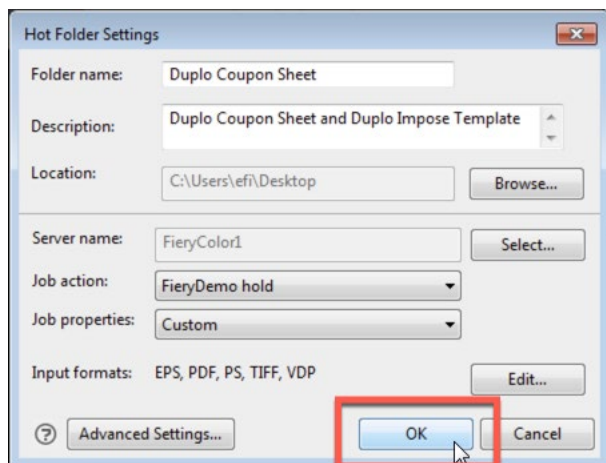 Hot Folder Settings
Folder name: Duplo Coupon Sheet
Description: Duplo Coupon Sheet and Duplo Impose Template
Location: C:\Users\efi\Desktop Browse...
Server name: FieryColor1 Select...
Job action: FieryDemo hold
Job properties: Custom
Input formats: EPS, PDF, PS, TIFF, VDP Edit...
? Advanced Settings... OK Cancel